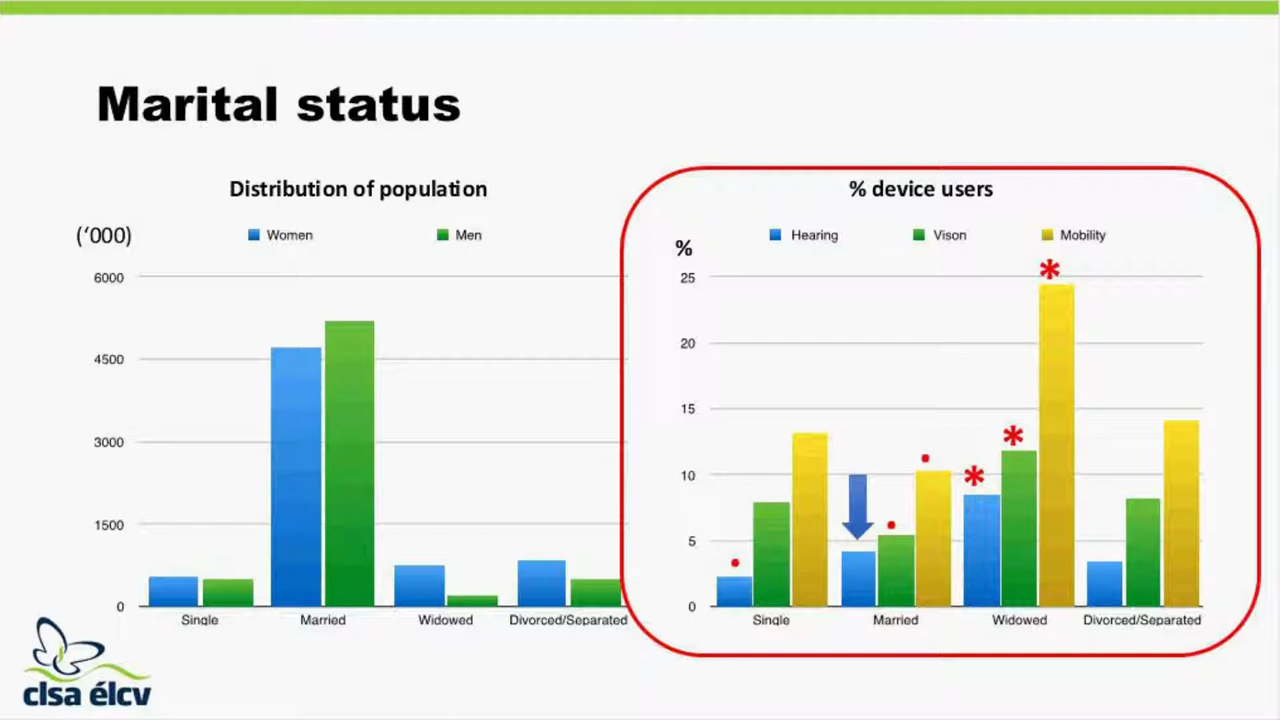 Marital status
Distribution of population
(‘000)
Women
Men
6000
4500
3000
1500
0
Single
Married
Widowed
Divorced/Separated
% device users
%
Hearing
Vison
Mobility
25
20
15
10
5
0
Single
Married
Widowed
Divorced/Separated
clsa élcv